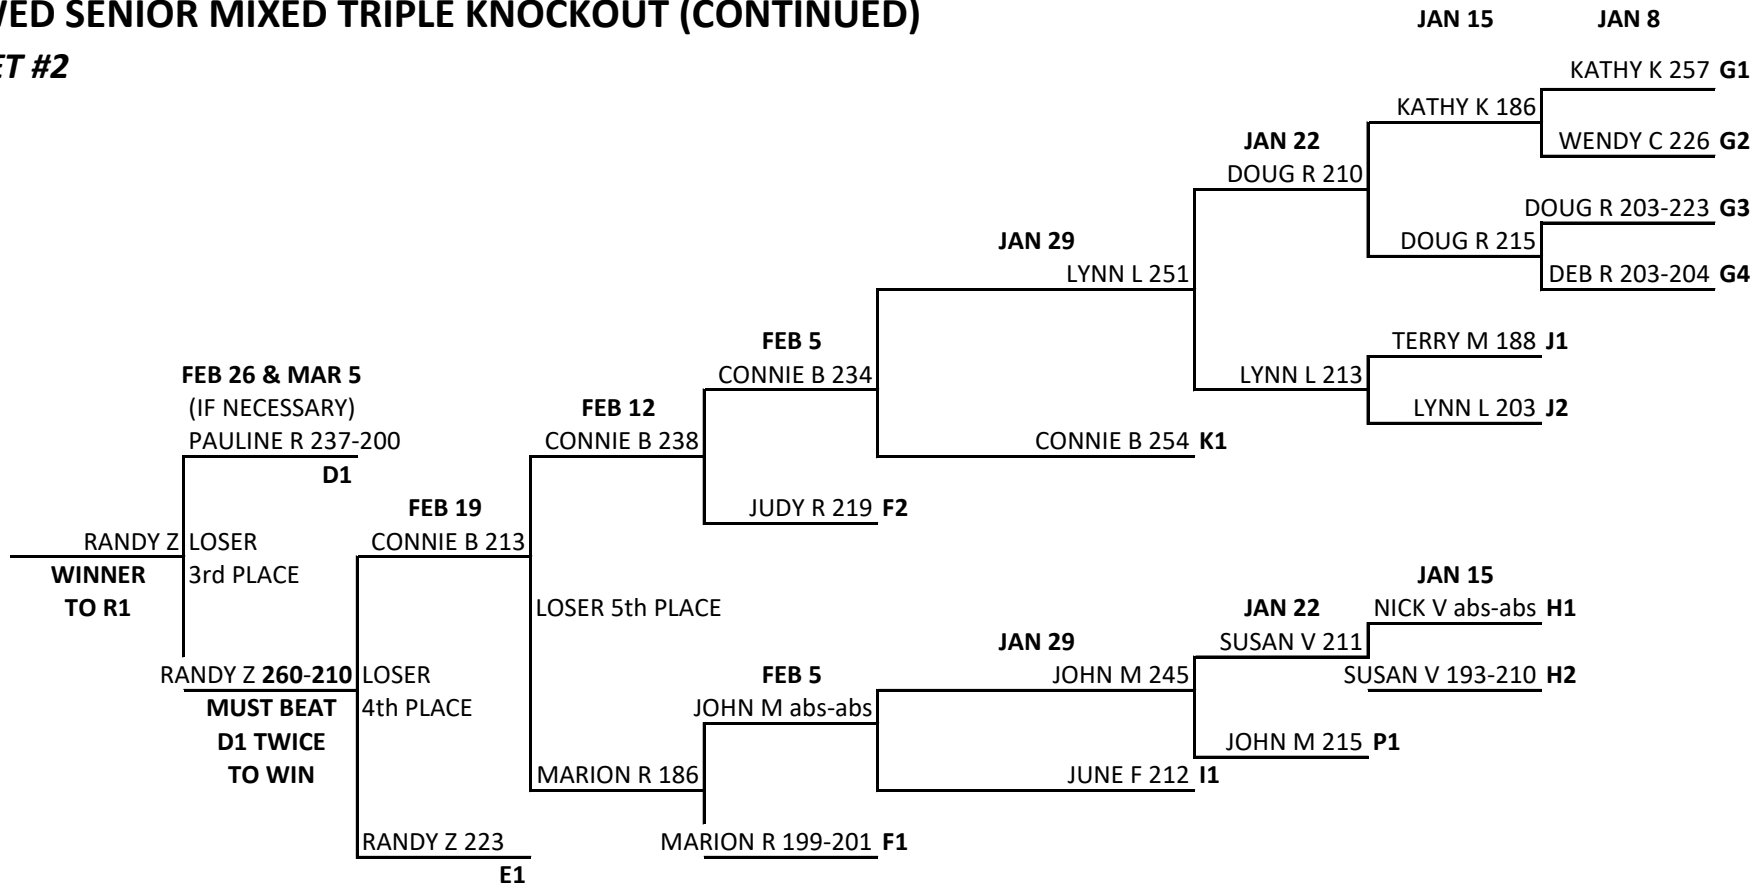 VED SENIOR MIXED TRIPLE KNOCKOUT (CONTINUED)
JAN 15 JAN 8
ET #2
KATHY K 257 G1
KATHY K 186
JAN 22 WENDY C 226 G2
DOUG R 210
DOUG R 203-223 G3
JAN 29 DOUG R 215
LYNN L 251 DEB R 203-204 G4
FEB 5 TERRY M 188 J1
FEB 26 & MAR 5 CONNIE B 234 LYNN L 213
(IF NECESSARY) FEB 12 LYNN L 203 J2
PAULINE R 237-200 CONNIE B 238 CONNIE B 254 K1
D1
FEB 19 JUDY R 219 F2
RANDY Z LOSER CONNIE B 213
WINNER 3rd PLACE JAN 15
TO R1 LOSER 5th PLACE JAN 22 NICK V abs-abs H1
JAN 29 SUSAN V 211
RANDY Z 260-210 LOSER FEB 5 JOHN M 245 SUSAN V 193-210 H2
MUST BEAT 4th PLACE JOHN M abs-abs
D1 TWICE JOHN M 215 P1
TO WIN MARION R 186 JUNE F 212 I1
RANDY Z 223 MARION R 199-201 F1
E1